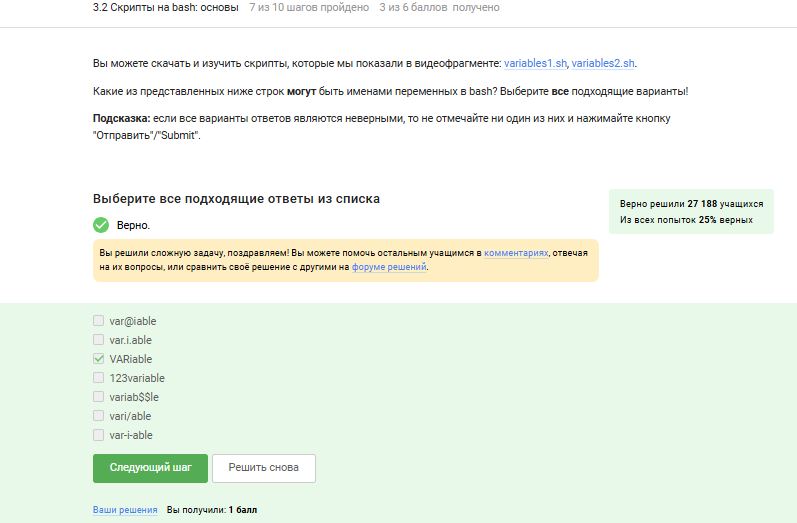 3.2 Скрипты на bash: основы 7 из 10 шагов пройдено 3 из 6 баллов получено
Вы можете скачать и изучить скрипты, которые мы показали в видеофрагменте: variables1.sh, variables2.sh.
Какие из представленных ниже строк могут быть именами переменных в bash? Выберите все подходящие варианты!
Подсказка: если все варианты ответов являются неверными, то не отмечайте ни один из них и нажимайте кнопку
"Отправить"/"Submit".
Выберите все подходящие ответы из списка
Верно решили 27 188 учащихся
Из всех попыток 25% верных
Верно.
Вы решили сложную задачу, поздравляем! Вы можете помочь остальным учащимся в комментариях, отвечая
на их вопросы, или сравнить своё решение с другими на форуме решений.
var@iable
var.i.able
VARiable
123variable
variab$$le
vari/able
var-i-able
Следующий шаг
Решить снова
Ваши решения Вы получили: 1 балл